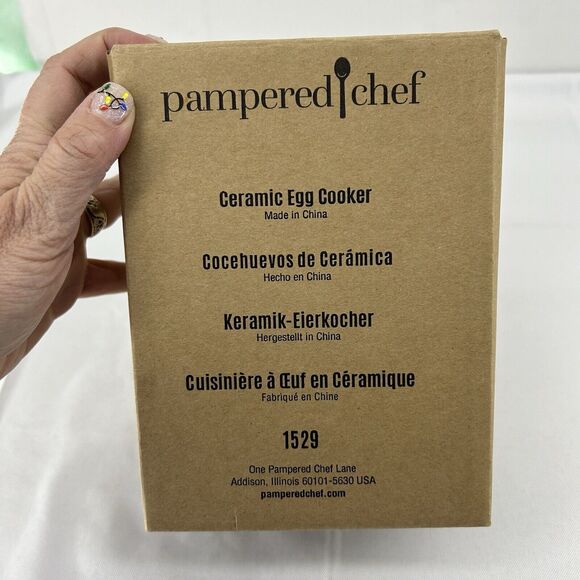 pampered chef
Ceramic Egg Cooker
Made in China
Cocehuevos de Cerámica
Hecho en China
Keramik-Eierkocher
Hergestellt in China
Cuisinière à Œuf en Céramique
Fabriqué en Chine
1529
One Pampered Chef Lane
Addison, Illinois 60101-5630 USA
pamperedchef.com